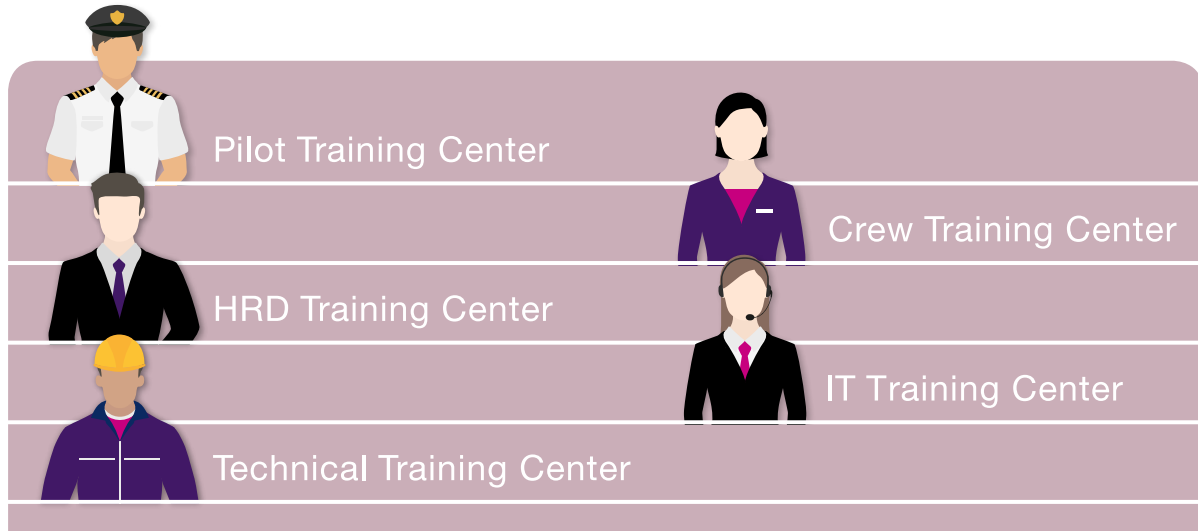 Pilot Training Center
Crew Training Center
HRD Training Center
IT Training Center
Technical Training Center